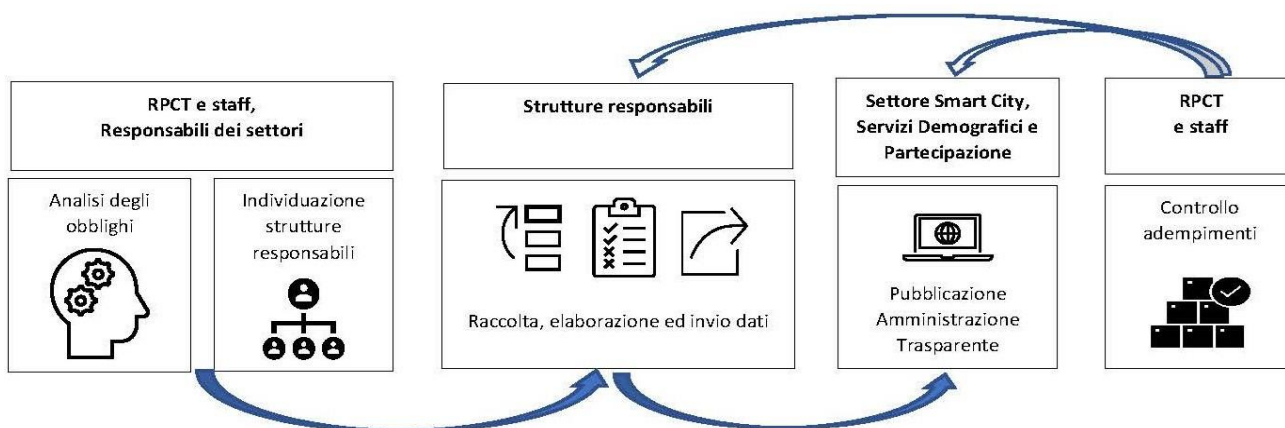 RPCT e staff,
Responsabili dei settori
Analisi degli
obblighi
Individuazione
strutture
responsabili
Strutture responsabili
Raccolta, elaborazione ed invio dati
Settore Smart City,
Servizi Demografici e
Partecipazione
Pubblicazione
Amministrazione
Trasparente
RPCT
e staff
Controllo
adempimenti